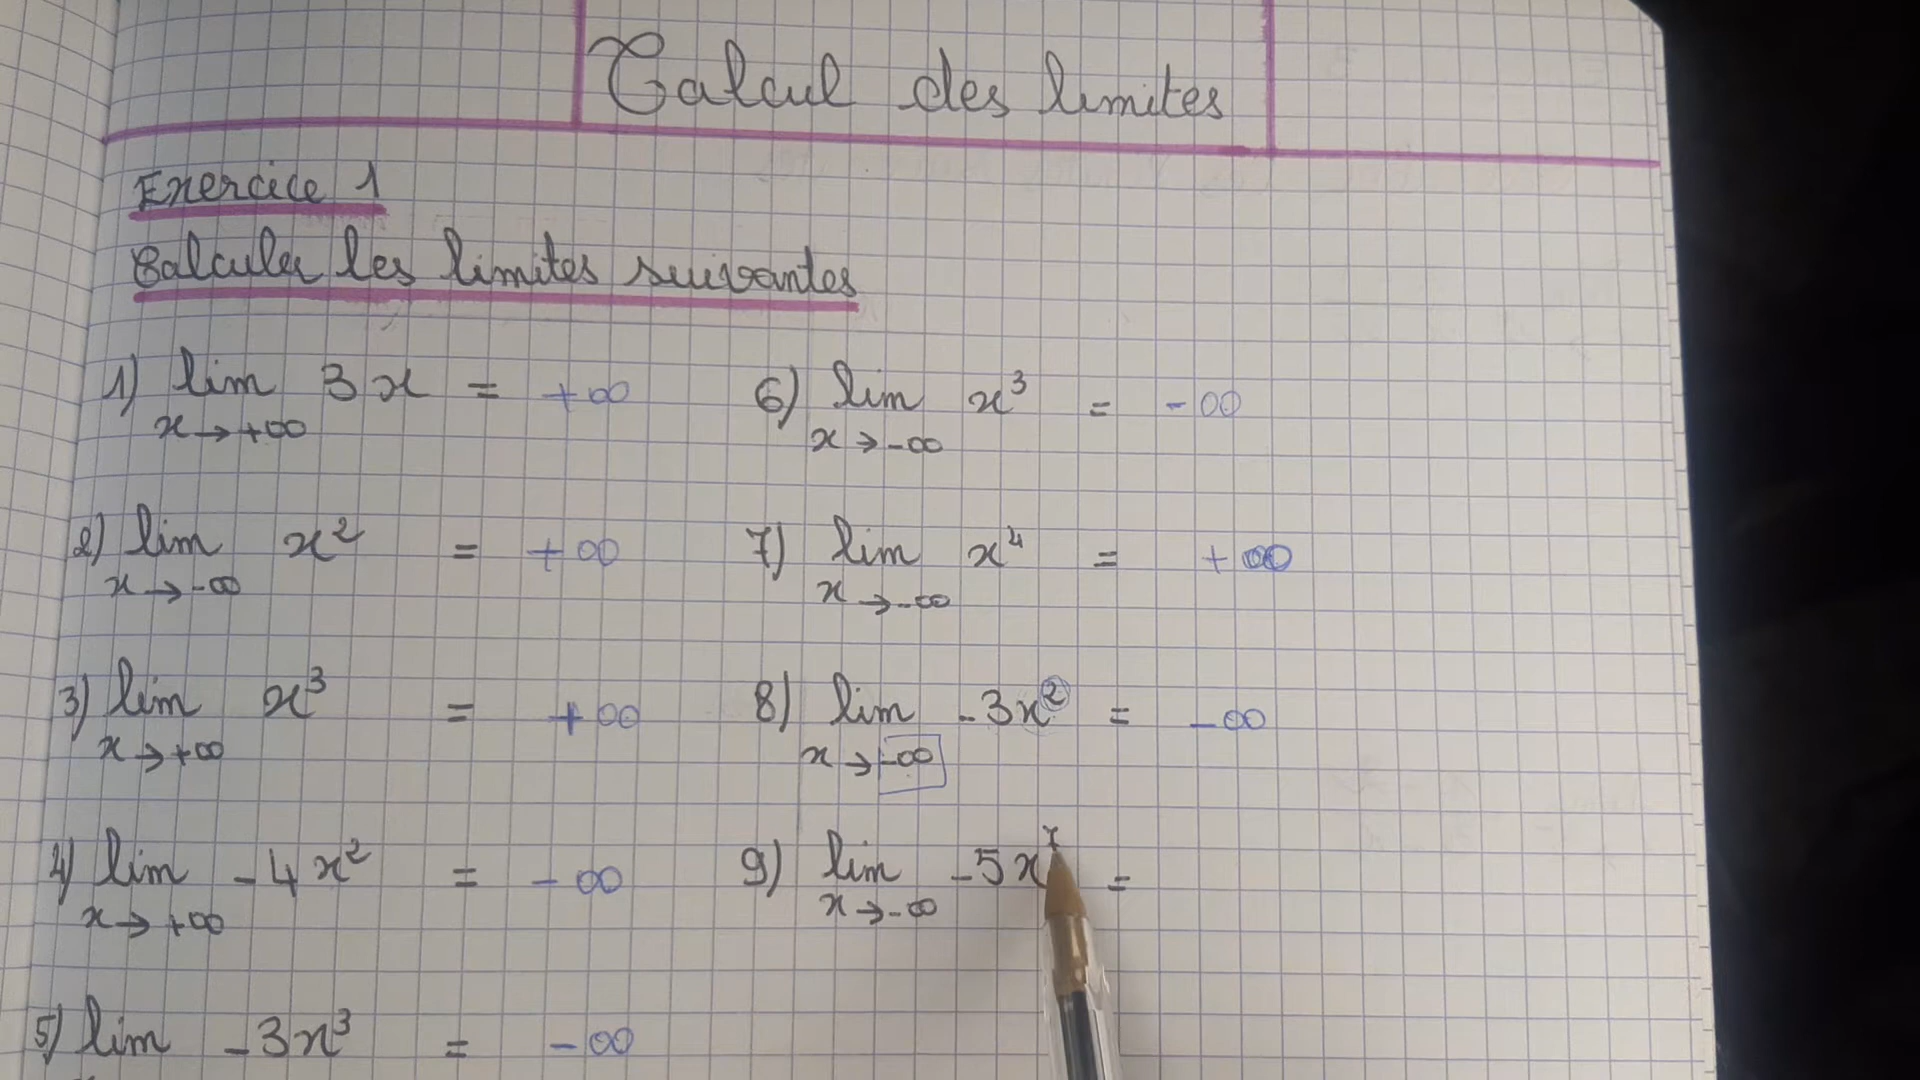 Calcul des limites
Exercice 1
Calculer les limites suivantes
1) lim 3x = +∞
x→+∞
2) lim x² = +∞
x→-∞
3) lim x³ = +∞
x→+∞
4) lim -4x² = -∞
x→+∞
5) lim -3x³ = -∞
6) lim x³ = -∞
x→-∞
7) lim x⁴ = +∞
x→-∞
8) lim -3x² = -∞
x→-∞
9) lim -5x⁷ =
x→-∞